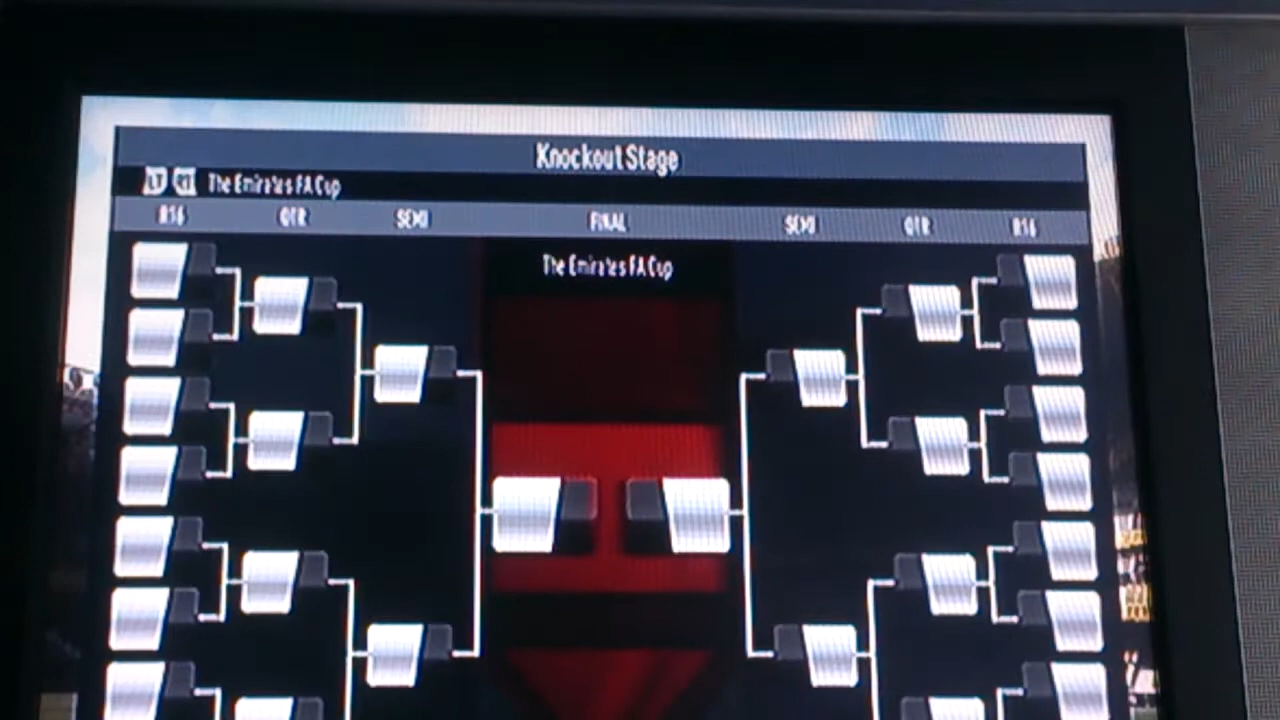 Knockout Stage
The Emirates FA Cup
R16 QTR SEMI FINAL SEMI QTR R16
The Emirates FA Cup